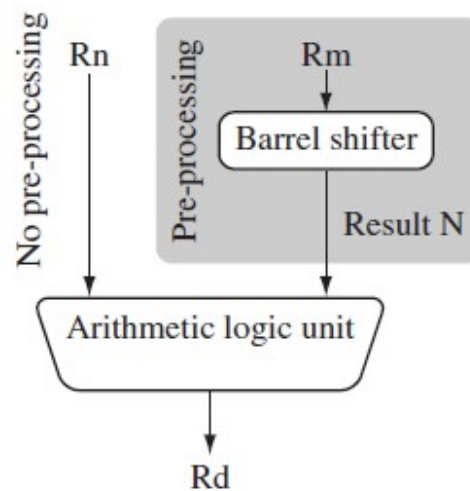 No pre-processing
Rn
Pre-processing
Rm
Barrel shifter
Result N
Arithmetic logic unit
Rd